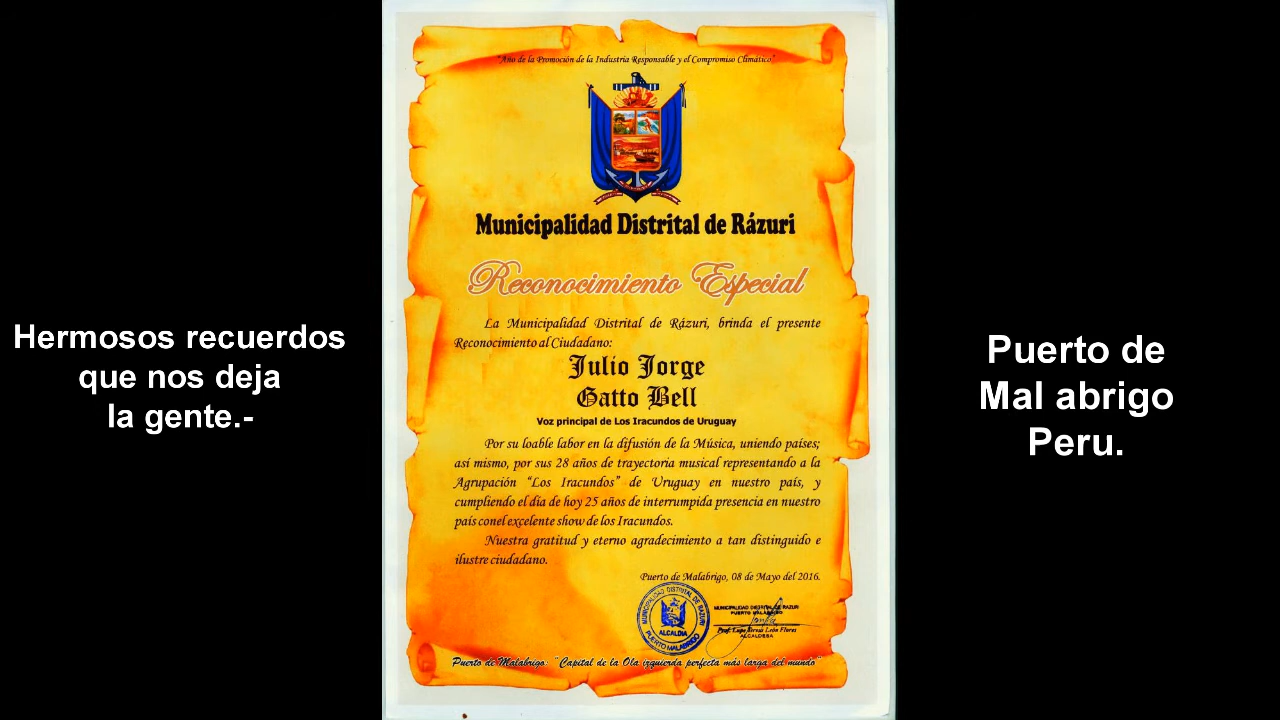 Hermosos recuerdos
que nos deja
la gente.-
"Año de la Promoción de la Industria Responsable y el Compromiso Climático"
Municipalidad Distrital de Rázuri
Reconocimiento Especial
La Municipalidad Distrital de Rázuri, brinda el presente
Reconocimiento al Ciudadano:
Julio Jorge
Gatto Bell
Voz principal de Los Iracundos de Uruguay
Por su loable labor en la difusión de la Música, uniendo países;
así mismo, por sus 28 años de trayectoria musical representando a la
Agrupación "Los Iracundos" de Uruguay en nuestro país, y
cumpliendo el día de hoy 25 años de interrumpida presencia en nuestro
país conel excelente show de los Iracundos.
Nuestra gratitud y eterno agradecimiento a tan distinguido e
ilustre ciudadano.
Puerto de Malabrigo, 08 de Mayo del 2016.
MUNICIPALIDAD DISTRITAL DE RAZURI
ALCALDIA
PUERTO MALABRIGO
MUNICIPALIDAD DISTRITAL DE RAZURI
PUERTO MALABRIGO
Prof. León Flores
ALCALDESA
Puerto de Malabrigo: "Capital de la Ola izquierda perfecta más larga del mundo"
Puerto de
Mal abrigo
Peru.